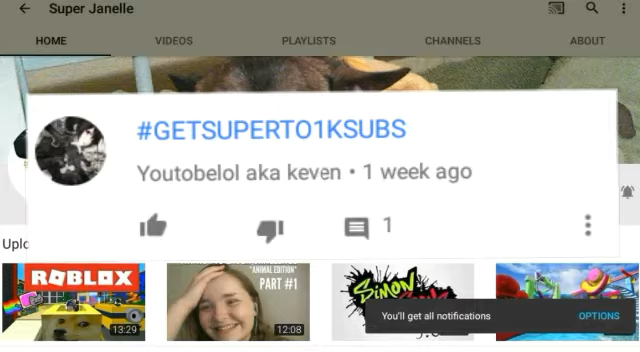 Super Janelle
HOME VIDEOS PLAYLISTS CHANNELS ABOUT
#GETSUPERTO1KSUBS
Youtobelol aka keven • 1 week ago
1
Uplo
ROBLOX
13:29
"ANIMAL EDITION"
PART #1
12:08
SIMON
You'll get all notifications OPTIONS